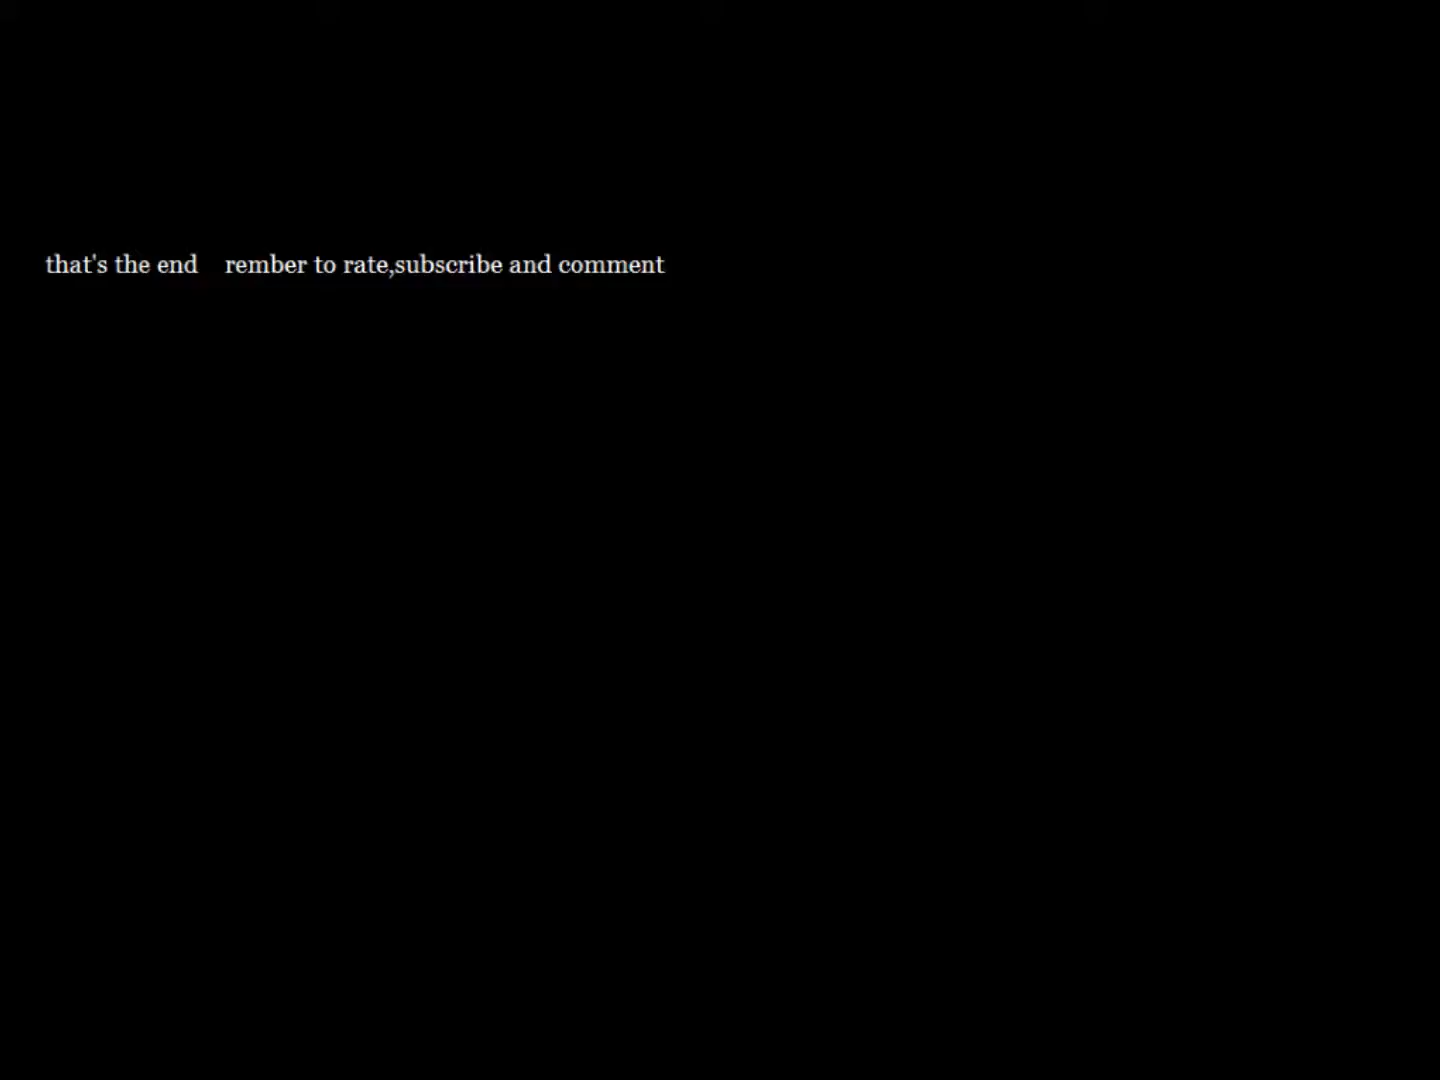 that's the end    rember to rate,subscribe and comment